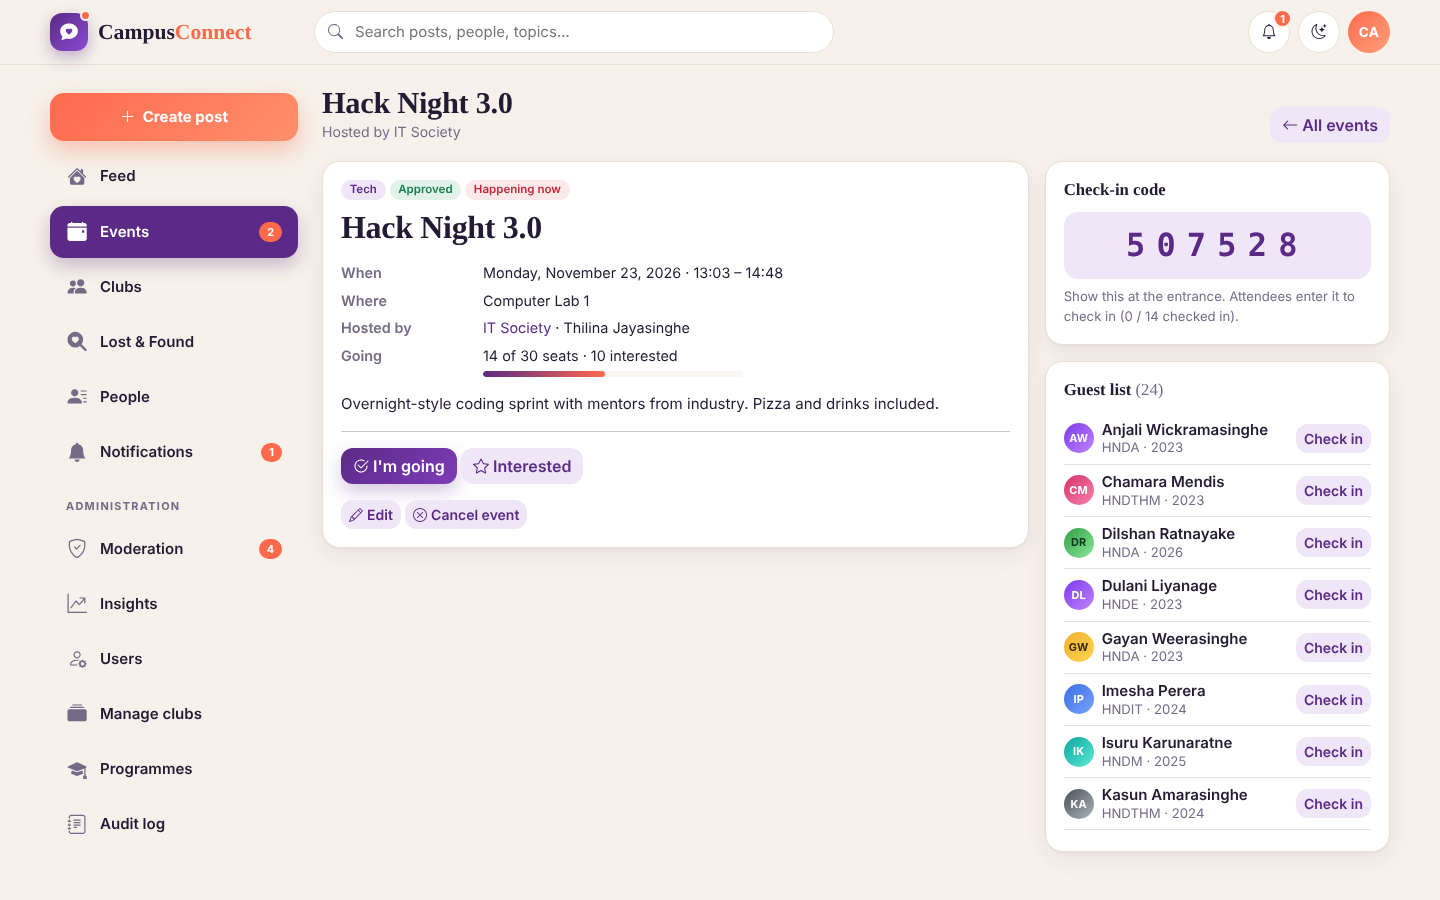 CampusConnect
Search posts, people, topics...
1
CA
Create post
Feed
Events
2
Clubs
Lost & Found
People
Notifications
1
ADMINISTRATION
Moderation
4
Insights
Users
Manage clubs
Programmes
Audit log
Hack Night 3.0
Hosted by IT Society
← All events
Tech
Approved
Happening now
Hack Night 3.0
When
Monday, November 23, 2026 · 13:03 – 14:48
Where
Computer Lab 1
Hosted by
IT Society · Thilina Jayasinghe
Going
14 of 30 seats · 10 interested
Overnight-style coding sprint with mentors from industry. Pizza and drinks included.
I'm going
Interested
Edit
Cancel event
Check-in code
507528
Show this at the entrance. Attendees enter it to
check in (0 / 14 checked in).
Guest list (24)
AW
Anjali Wickramasinghe
HNDA · 2023
Check in
CM
Chamara Mendis
HNDTHM · 2023
Check in
DR
Dilshan Ratnayake
HNDA · 2026
Check in
DL
Dulani Liyanage
HNDE · 2023
Check in
GW
Gayan Weerasinghe
HNDA · 2023
Check in
IP
Imesha Perera
HNDIT · 2024
Check in
IK
Isuru Karunaratne
HNDM · 2025
Check in
KA
Kasun Amarasinghe
HNDTHM · 2024
Check in